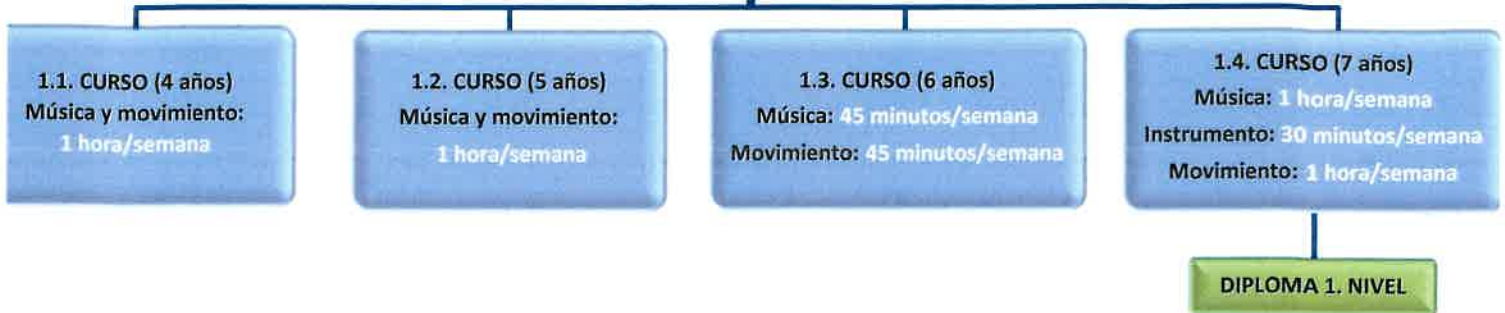 1.1. CURSO (4 años)
Música y movimiento:
1 hora/semana
1.2. CURSO (5 años)
Música y movimiento:
1 hora/semana
1.3. CURSO (6 años)
Música: 45 minutos/semana
Movimiento: 45 minutos/semana
1.4. CURSO (7 años)
Música: 1 hora/semana
Instrumento: 30 minutos/semana
Movimiento: 1 hora/semana
DIPLOMA 1. NIVEL